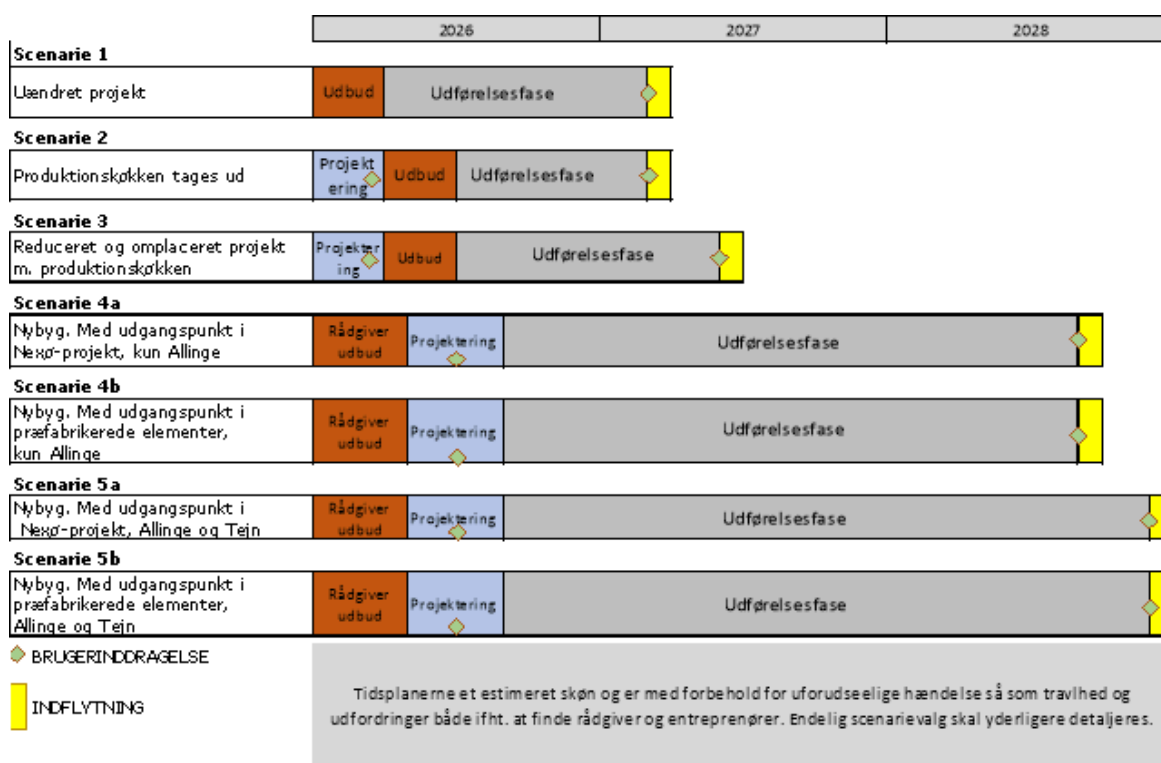 2026 2027 2028
Scenarie 1
Uændret projekt
Udbud
Udførelsesfase
Scenarie 2
Produktionskøkken tages ud
Projekt
ering
Udbud
Udførelsesfase
Scenarie 3
Reduceret og omplaceret projekt
m. produktionskøkken
Projekter
ing
Udbud
Udførelsesfase
Scenarie 4a
Nybyg. Med udgangspunkt i
Nexø-projekt, kun Allinge
Rådgiver
udbud
Projektering
Udførelsesfase
Scenarie 4b
Nybyg. Med udgangspunkt i
præfabrikerede elementer,
kun Allinge
Rådgiver
udbud
Projektering
Udførelsesfase
Scenarie 5a
Nybyg. Med udgangspunkt i
Nexø-projekt, Allinge og Tejn
Rådgiver
udbud
Projektering
Udførelsesfase
Scenarie 5b
Nybyg. Med udgangspunkt i
præfabrikerede elementer,
Allinge og Tejn
Rådgiver
udbud
Projektering
Udførelsesfase
BRUGERINDDRAGELSE
INDFLYTNING
Tidsplanerne et estimeret skøn og er med forbehold for uforudseelige hændelse så som travlhed og
udfordringer både ifht. at finde rådgiver og entreprenører. Endelig scenarievalg skal yderligere detaljeres.